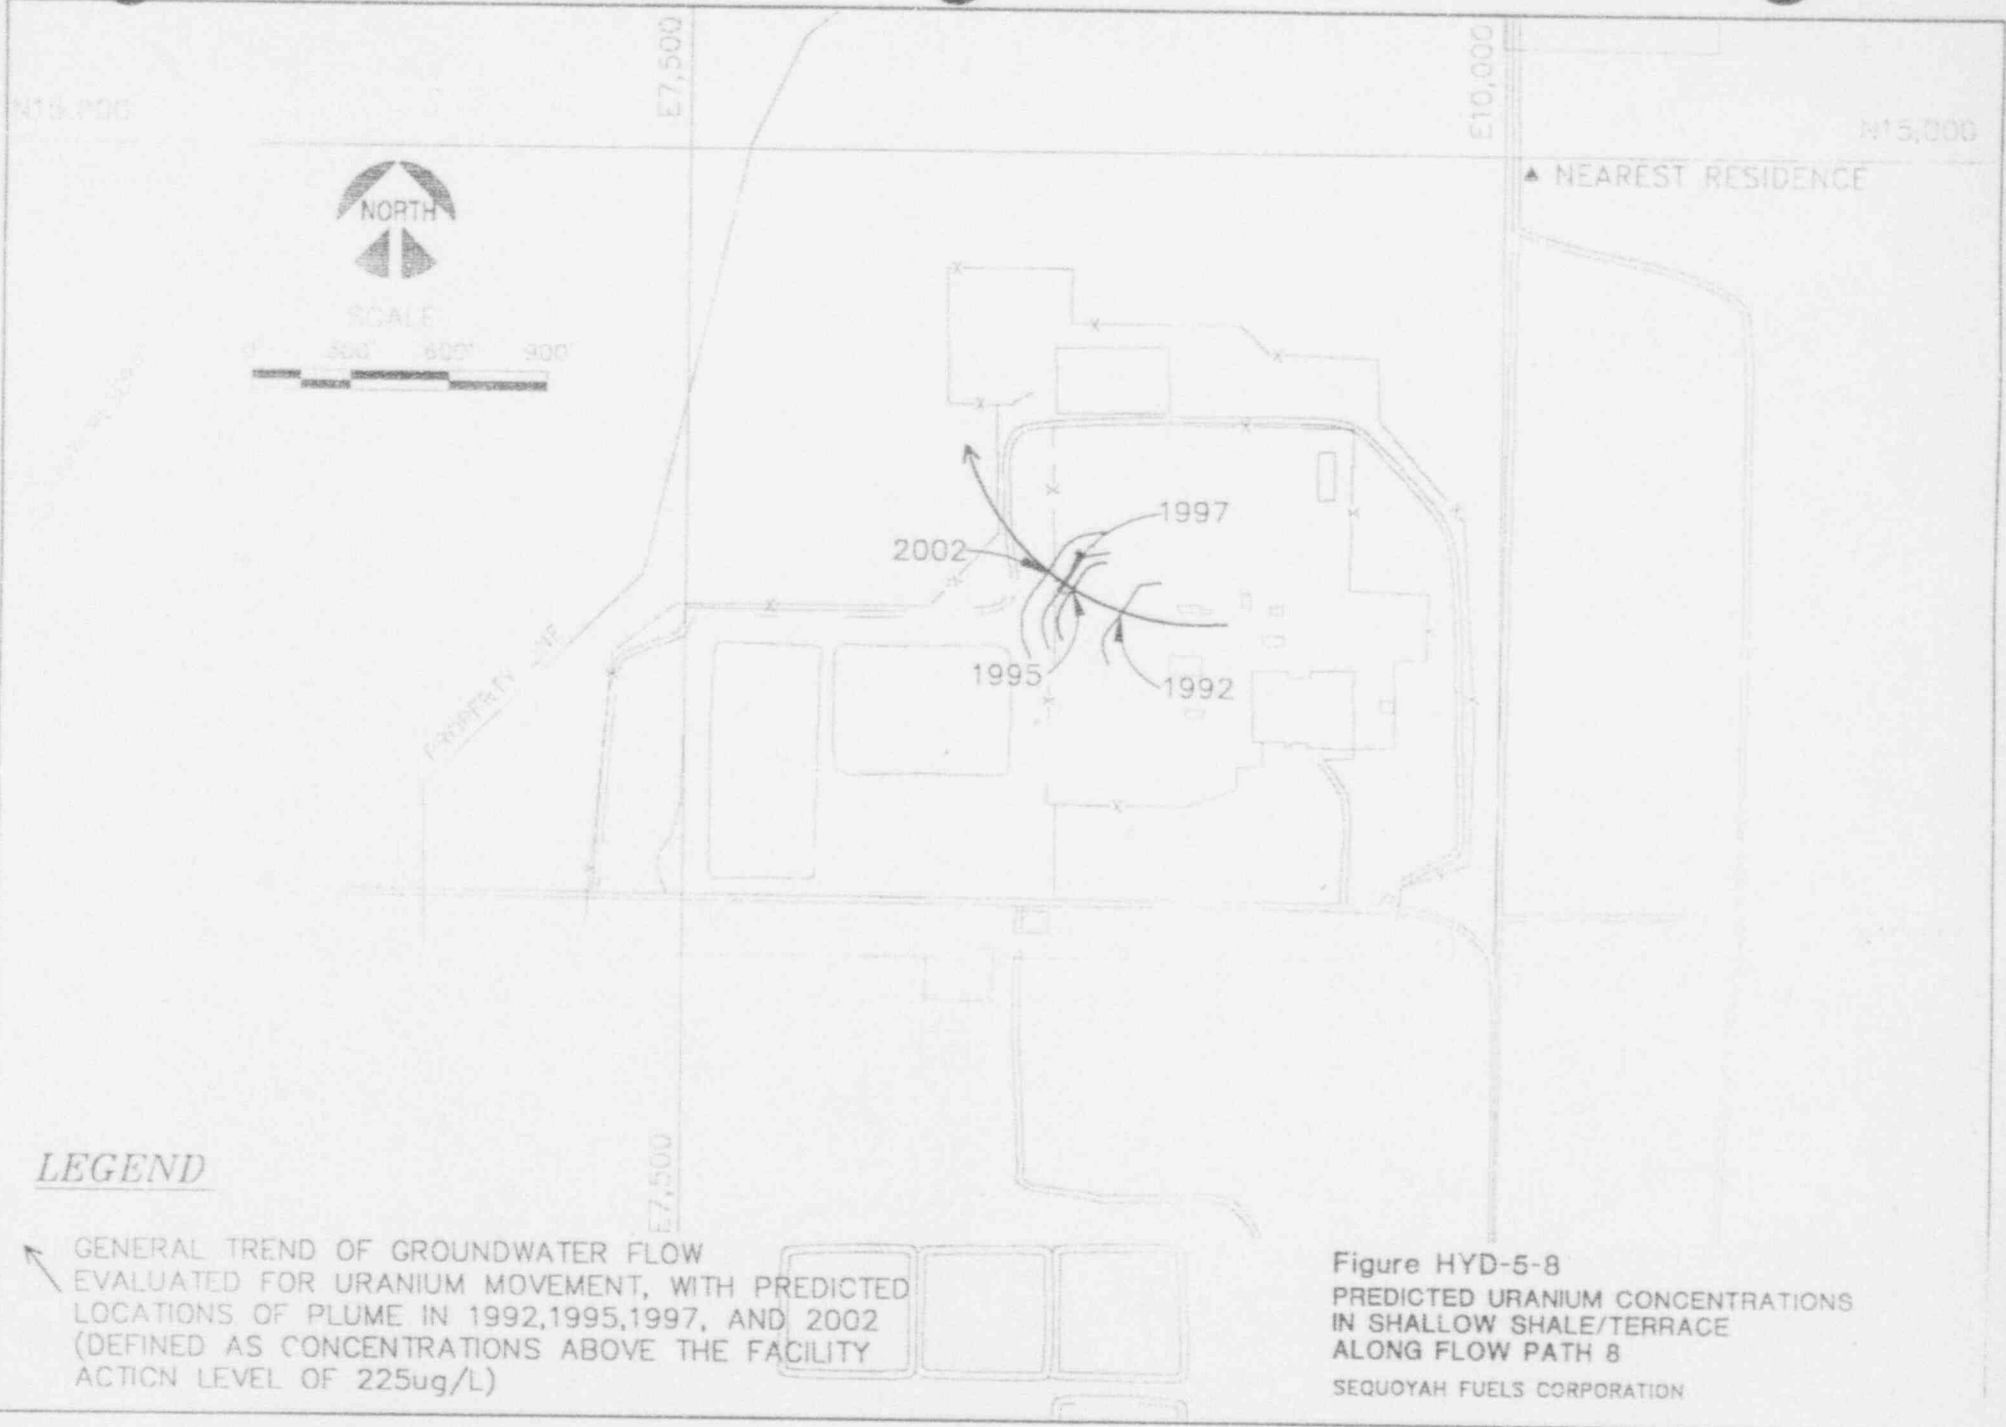 E7,500
E10,000
N15,000
N15,000
▲ NEAREST RESIDENCE
NORTH
SCALE
0' 300' 600' 900'
1997
2002
1995
1992
PROPERTY LINE
E7,500
LEGEND
GENERAL TREND OF GROUNDWATER FLOW
EVALUATED FOR URANIUM MOVEMENT, WITH PREDICTED
LOCATIONS OF PLUME IN 1992,1995,1997, AND 2002
(DEFINED AS CONCENTRATIONS ABOVE THE FACILITY
ACTION LEVEL OF 225ug/L)
Figure HYD-5-8
PREDICTED URANIUM CONCENTRATIONS
IN SHALLOW SHALE/TERRACE
ALONG FLOW PATH 8
SEQUOYAH FUELS CORPORATION